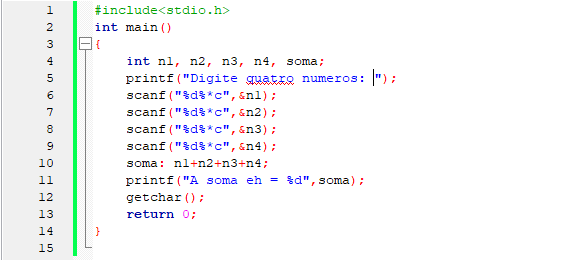 1 #include<stdio.h>
2 int main()
3 {
4 int n1, n2, n3, n4, soma;
5 printf("Digite quatro numeros: ");
6 scanf("%d%*c",&n1);
7 scanf("%d%*c",&n2);
8 scanf("%d%*c",&n3);
9 scanf("%d%*c",&n4);
10 soma: n1+n2+n3+n4;
11 printf("A soma eh = %d",soma);
12 getchar();
13 return 0;
14 }
15